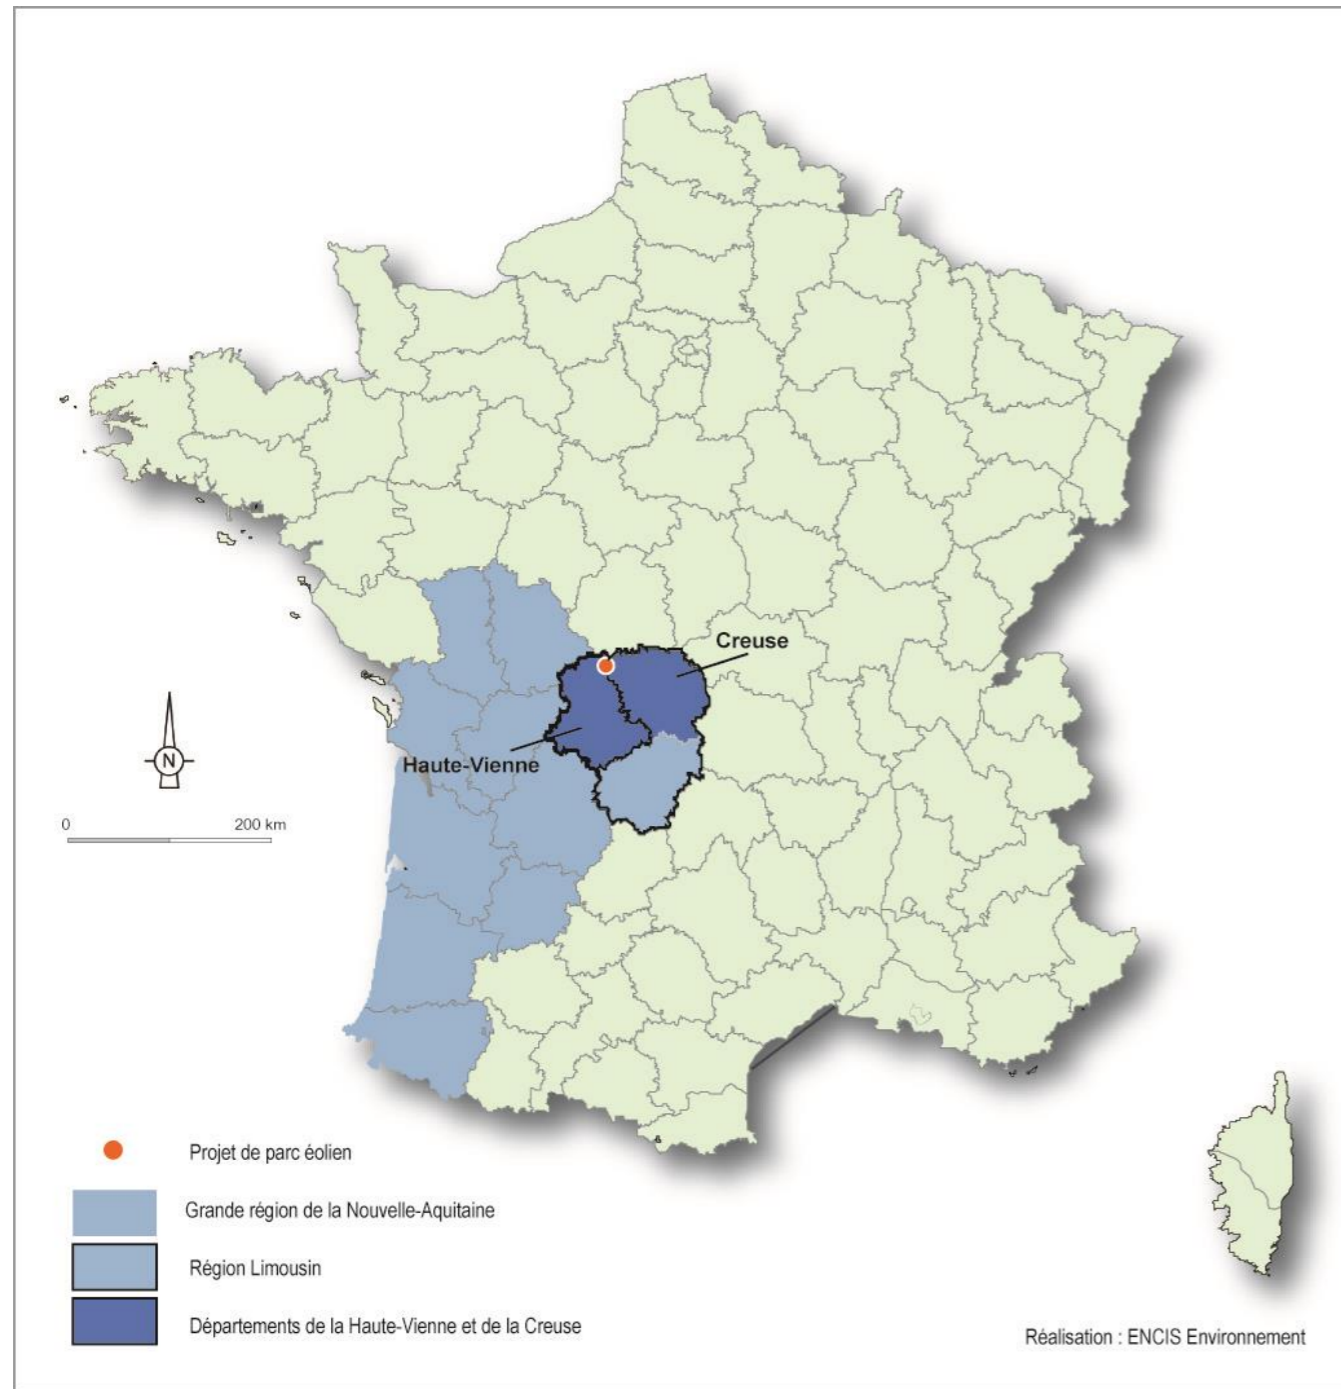 Creuse
Haute-Vienne
N
0 200 km
Projet de parc éolien
Grande région de la Nouvelle-Aquitaine
Région Limousin
Départements de la Haute-Vienne et de la Creuse
Réalisation : ENCIS Environnement